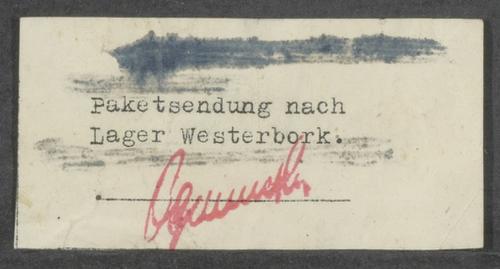 Paketsendung nach
Lager Westerbork.